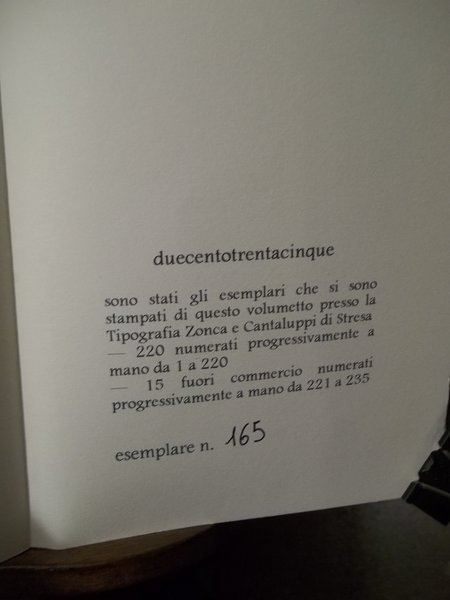 duecentotrentacinque
sono stati gli esemplari che si sono
stampati di questo volumetto presso la
Tipografia Zonca e Cantaluppi di Stresa
— 220 numerati progressivamente a
mano da 1 a 220
— 15 fuori commercio numerati
progressivamente a mano da 221 a 235
esemplare n. 165